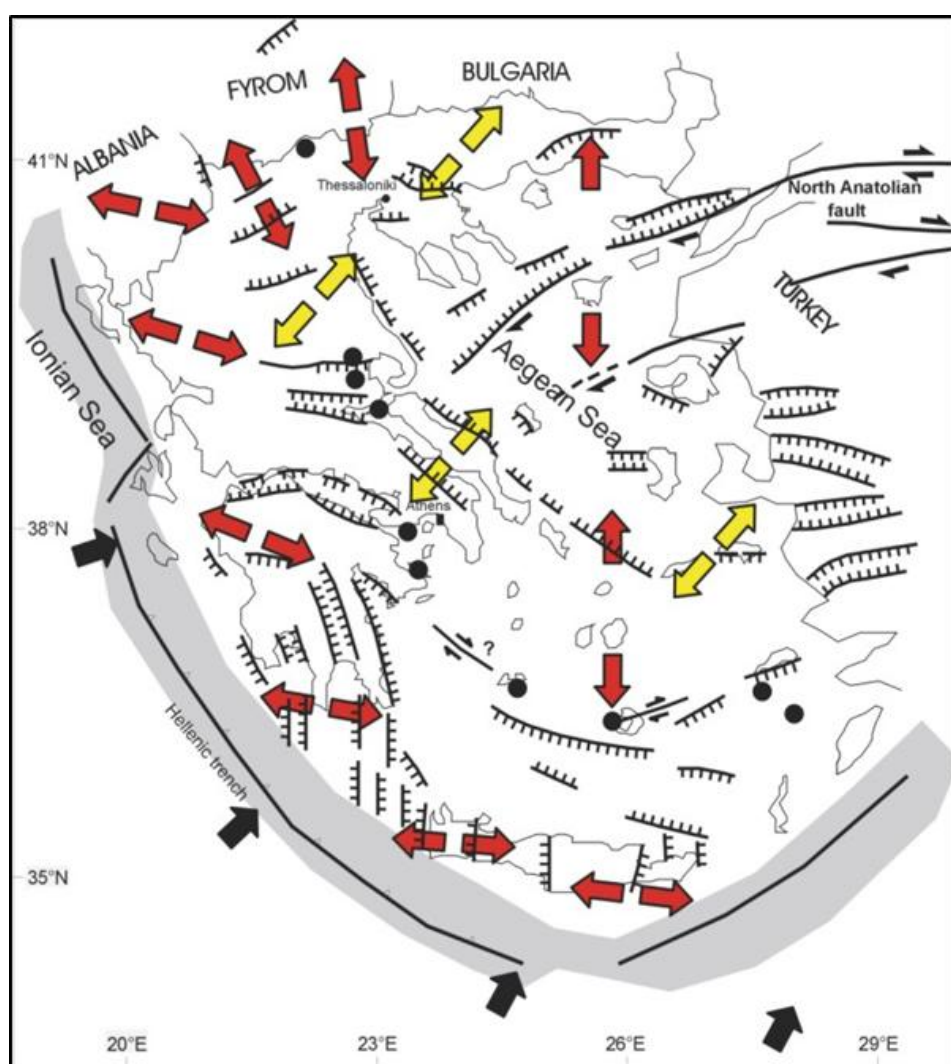 BULGARIA
FYROM
ALBANIA
41°N
Thessaloniki
North Anatolian
fault
TURKEY
Ionian Sea
Aegean Sea
Athens
38°N
?
Hellenic trench
35°N
20°E
23°E
26°E
29°E